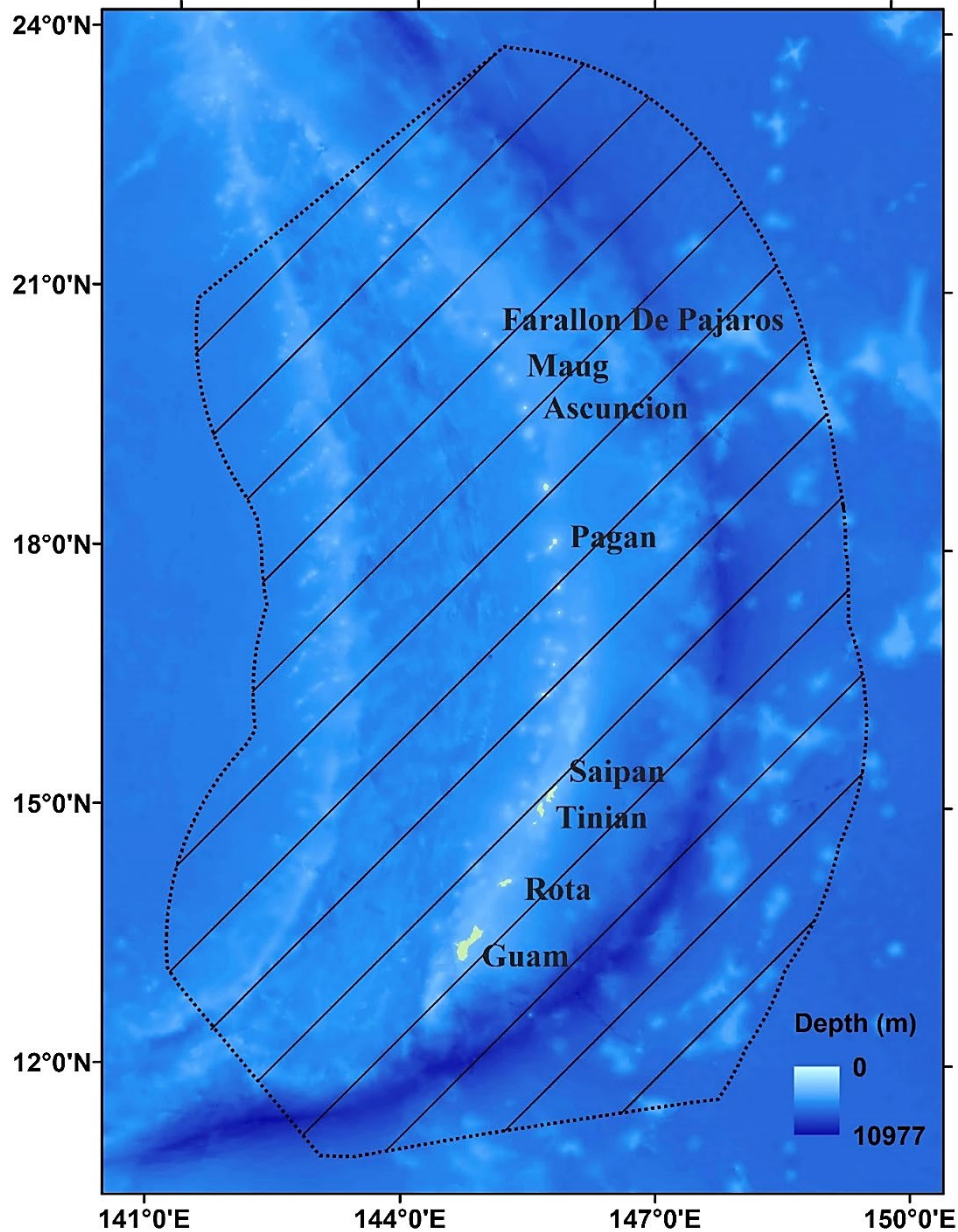 24°0'N
21°0'N
Farallon De Pajaros
Maug
Ascuncion
18°0'N
Pagan
Saipan
15°0'N
Tinian
Rota
Guam
Depth (m)
12°0'N
0
10977
141°0'E
144°0'E
147°0'E
150°0'E